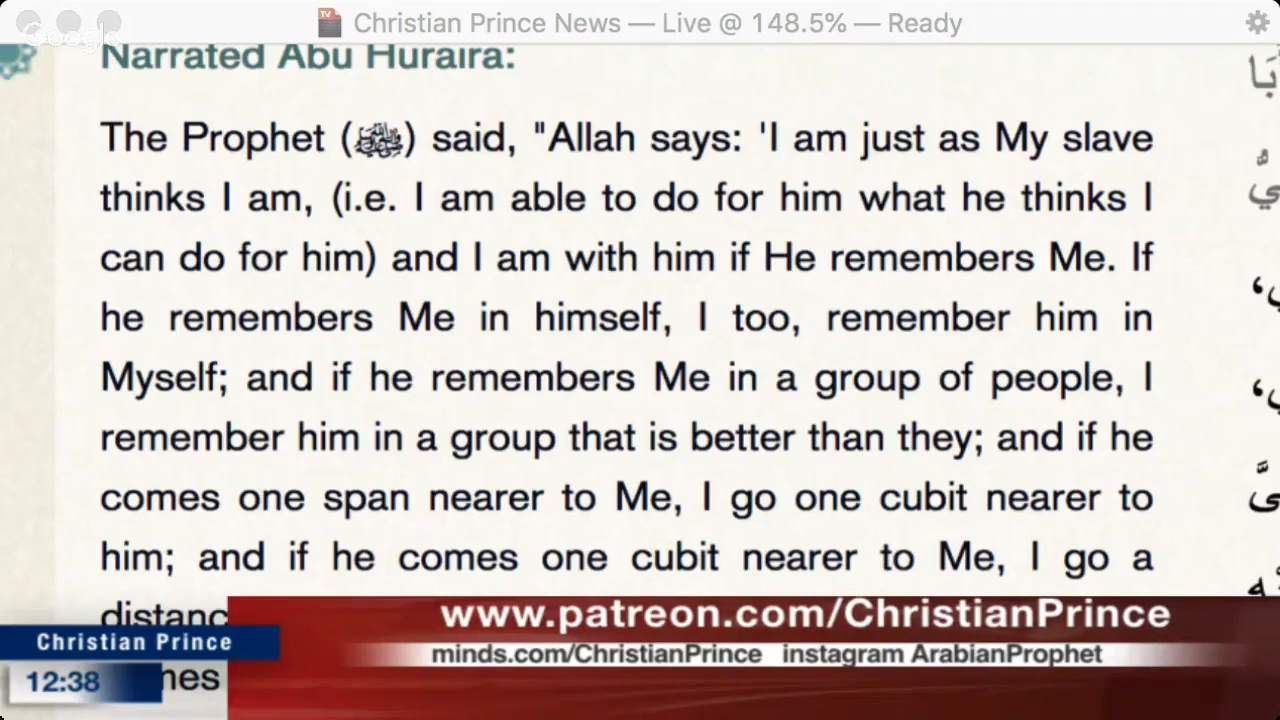 Christian Prince News — Live @ 148.5% — Ready
Google
Narrated Abu Huraira:
The Prophet (ﷺ) said, "Allah says: 'I am just as My slave
thinks I am, (i.e. I am able to do for him what he thinks I
can do for him) and I am with him if He remembers Me. If
he remembers Me in himself, I too, remember him in
Myself; and if he remembers Me in a group of people, I
remember him in a group that is better than they; and if he
comes one span nearer to Me, I go one cubit nearer to
him; and if he comes one cubit nearer to Me, I go a
www.patreon.com/ChristianPrince
Christian Prince
minds.com/ChristianPrince instagram ArabianProphet
12:38